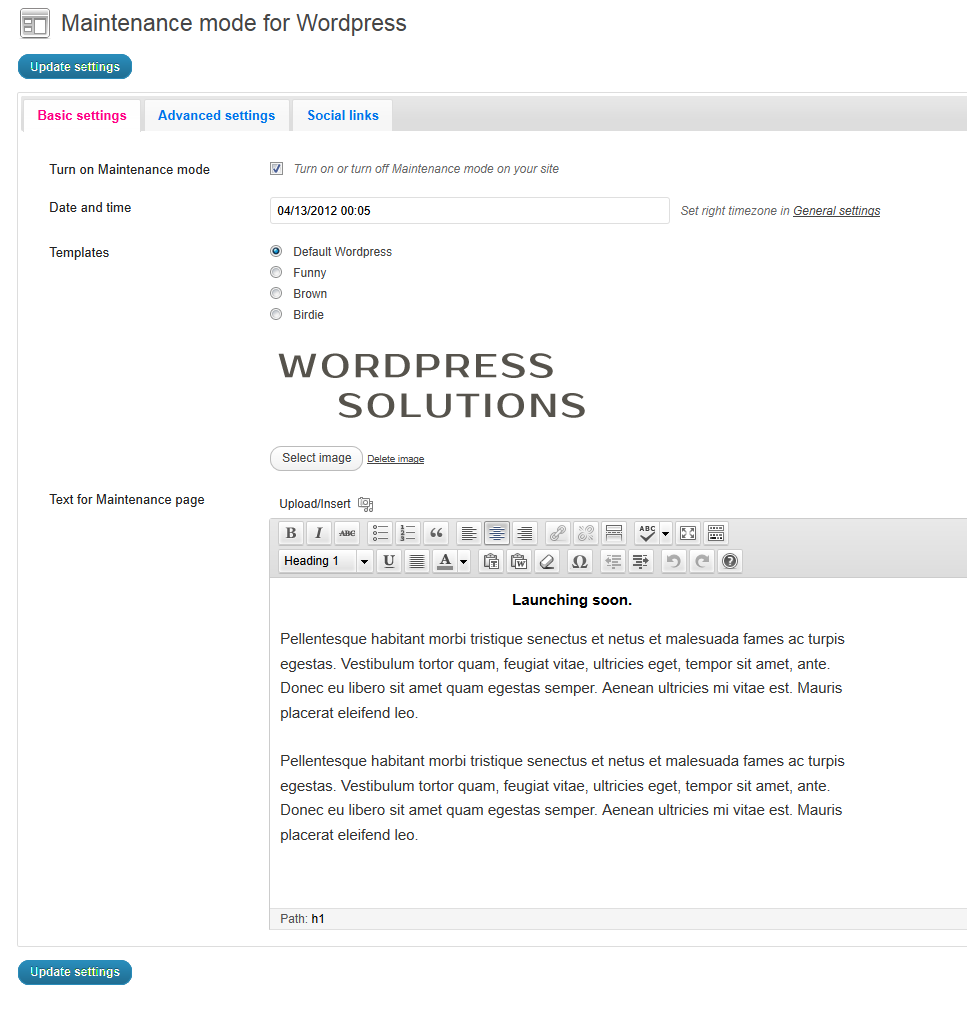 Maintenance mode for Wordpress
Update settings
Basic settings
Advanced settings
Social links
Turn on Maintenance mode
Turn on or turn off Maintenance mode on your site
Date and time
04/13/2012 00:05
Set right timezone in General settings
Templates
Default Wordpress
Funny
Brown
Birdie
WORDPRESS
SOLUTIONS
Select image
Delete image
Text for Maintenance page
Upload/Insert
B I ABC ABC
Heading 1 U A T W Ω ?
Launching soon.
Pellentesque habitant morbi tristique senectus et netus et malesuada fames ac turpis
egestas. Vestibulum tortor quam, feugiat vitae, ultricies eget, tempor sit amet, ante.
Donec eu libero sit amet quam egestas semper. Aenean ultricies mi vitae est. Mauris
placerat eleifend leo.
Pellentesque habitant morbi tristique senectus et netus et malesuada fames ac turpis
egestas. Vestibulum tortor quam, feugiat vitae, ultricies eget, tempor sit amet, ante.
Donec eu libero sit amet quam egestas semper. Aenean ultricies mi vitae est. Mauris
placerat eleifend leo.
Path: h1
Update settings